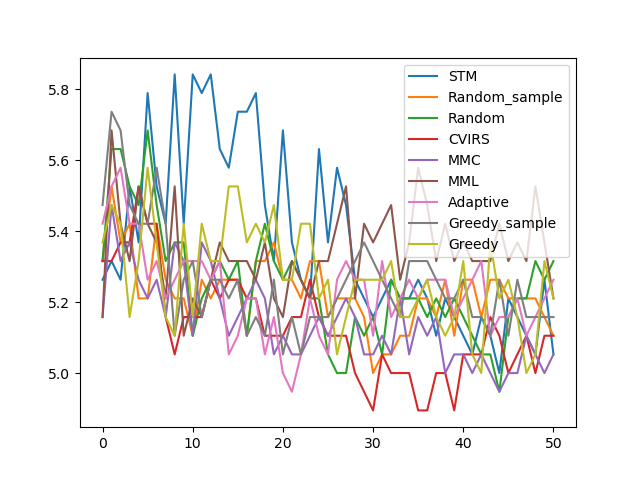 5.8
5.6
5.4
5.2
5.0
0
10
20
30
40
50
STM
Random_sample
Random
CVIRS
MMC
MML
Adaptive
Greedy_sample
Greedy